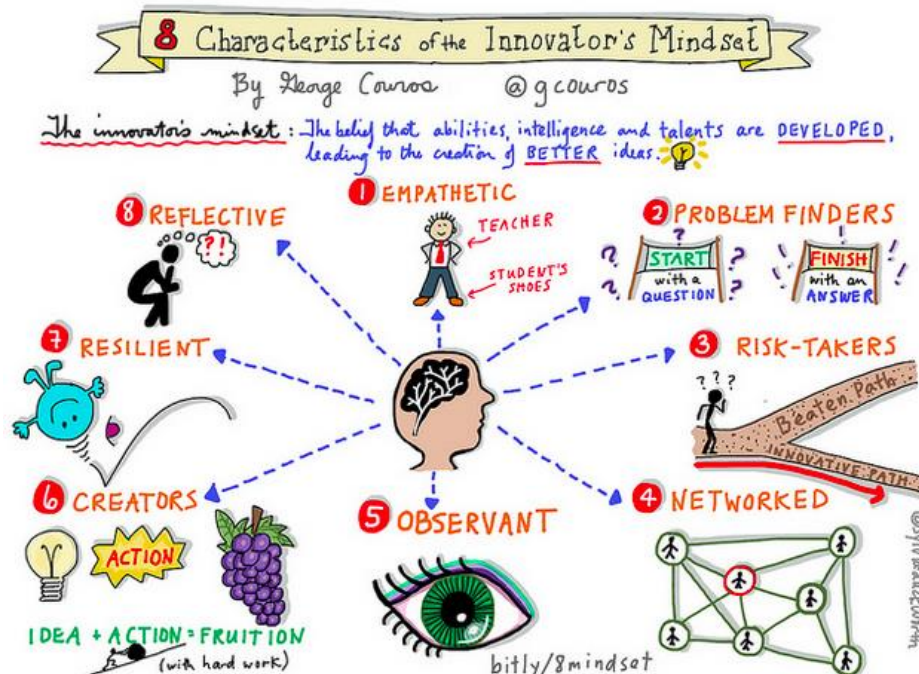 8 Characteristics of the Innovator's Mindset
By George Couros @gcouros
The innovator's mindset: The belief that abilities, intelligence and talents are DEVELOPED,
leading to the creation of BETTER ideas.
1 EMPATHETIC
TEACHER
STUDENT'S
SHOES
2 PROBLEM FINDERS
? ? ? ? ? ? ?
START
with a
QUESTION
! ! ! ! ! !
FINISH
with an
ANSWER
3 RISK-TAKERS
? ? ?
Beaten Path
INNOVATIVE PATH
4 NETWORKED
5 OBSERVANT
6 CREATORS
ACTION
IDEA + ACTION = FRUITION
(with hard work)
7 RESILIENT
8 REFLECTIVE
?!
bitly/8mindset
@sylviaduckworth